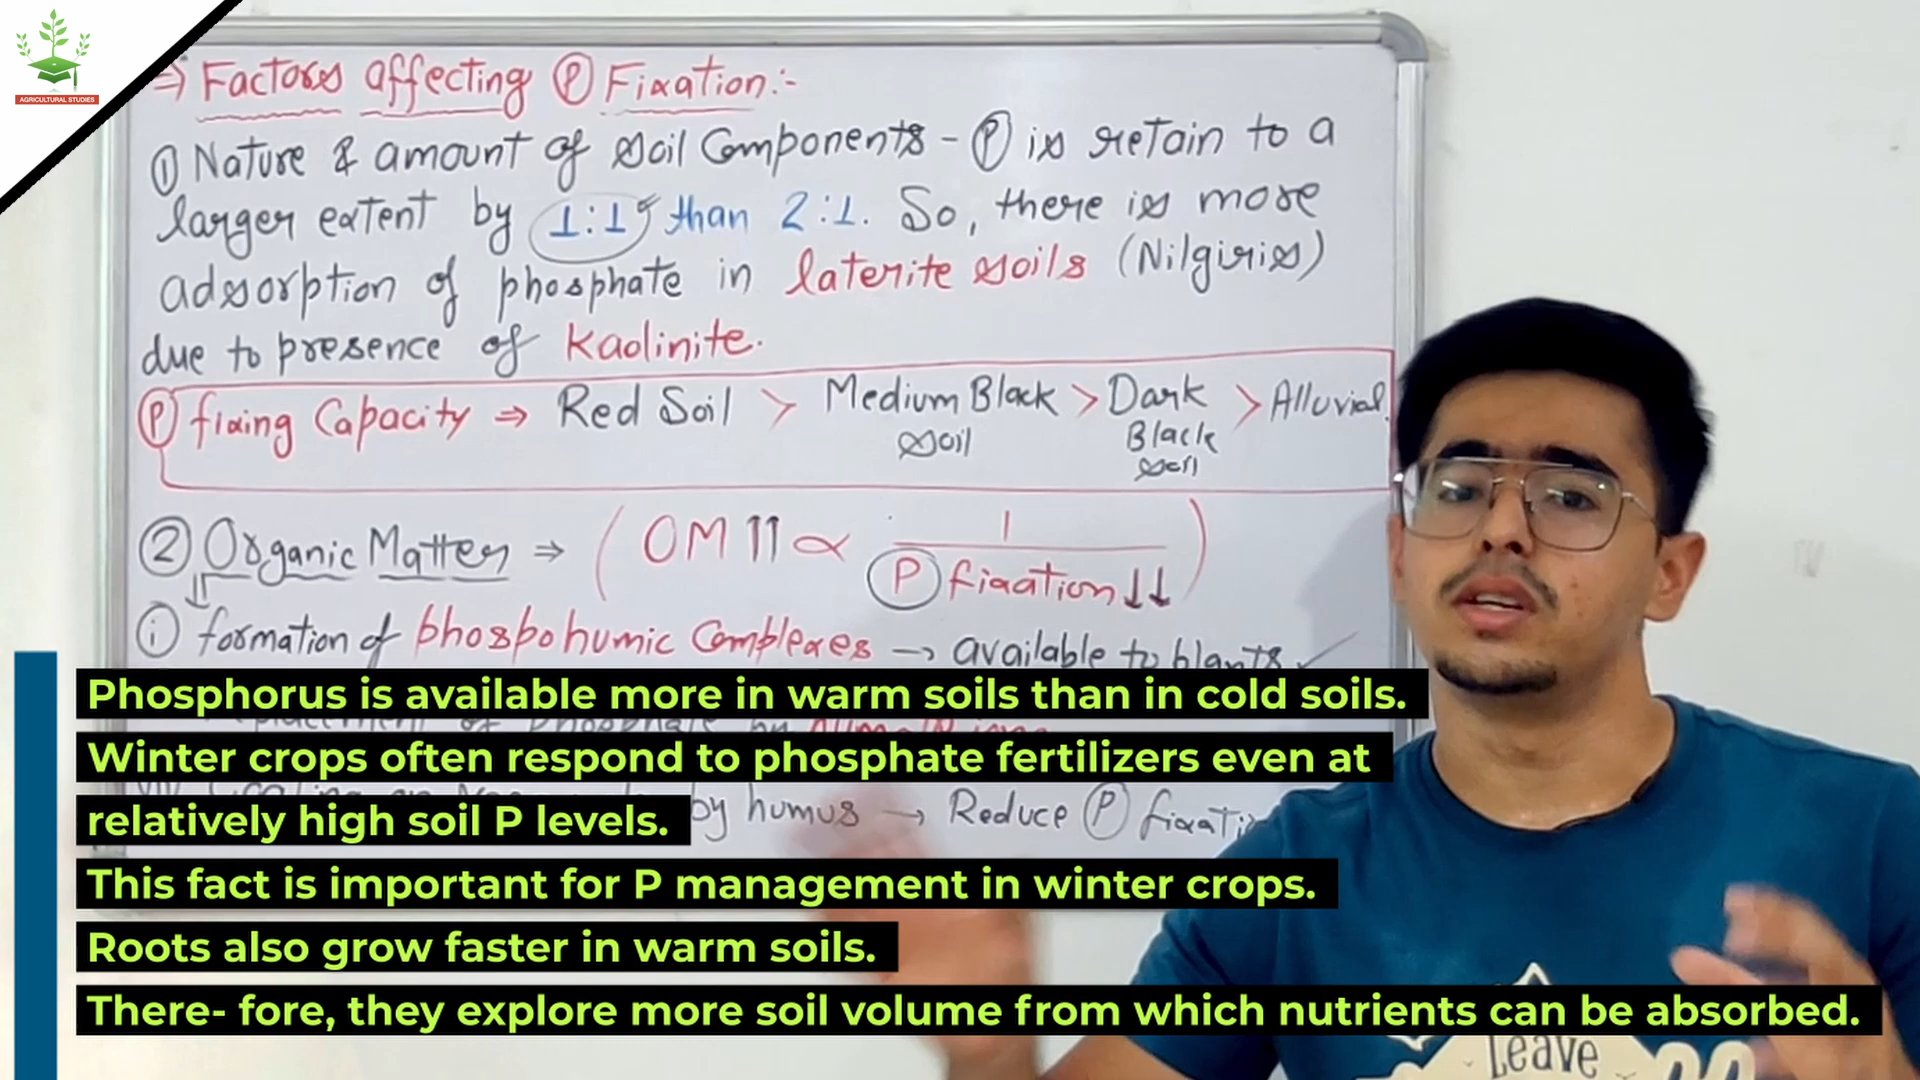 AGRICULTURAL STUDIES
⇒ Factors affecting Ⓟ Fixation:-
① Nature & amount of Soil Components - Ⓟ is retain to a
larger extent by 1:1 than 2:1. So, there is more
adsorption of phosphate in laterite soils (Nilgiris)
due to presence of Kaolinite.
Ⓟ fixing Capacity ⇒ Red Soil > Medium Black Soil > Dark Black Soil > Alluvial.
② Organic Matter ⇒ ( OM ↑↑ ∝ 1 / Ⓟ fixation ↓↓ )
ⓘ formation of phospohumic Complexes → available to plants ✓
Phosphorus is available more in warm soils than in cold soils.
phosphate by
Winter crops often respond to phosphate fertilizers even at
relatively high soil P levels.
by humus → Reduce Ⓟ
This fact is important for P management in winter crops.
Roots also grow faster in warm soils.
There- fore, they explore more soil volume from which nutrients can be absorbed.
Leave